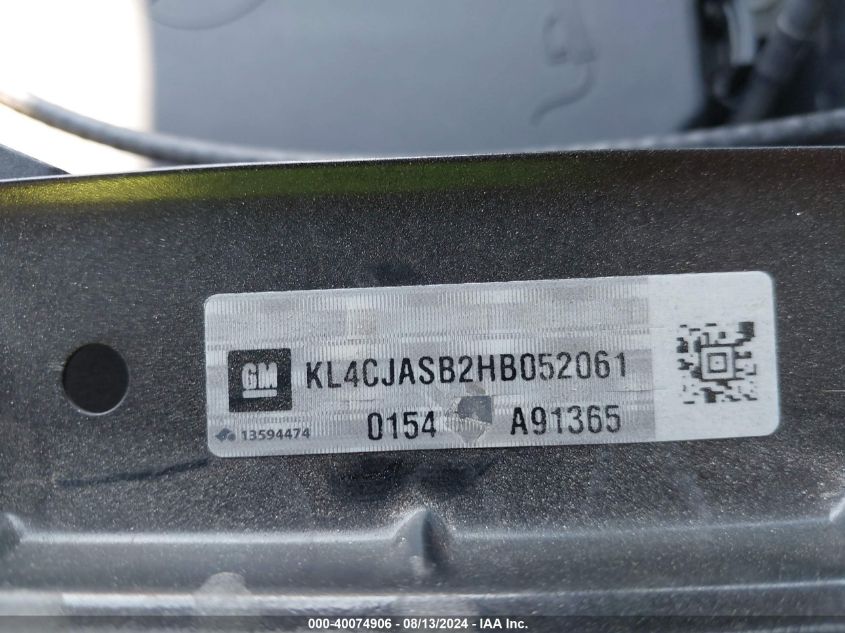 GM KL4CJASB2HB052061
13594474 0154 A91365
000-40074906 - 08/13/2024 - IAA Inc.